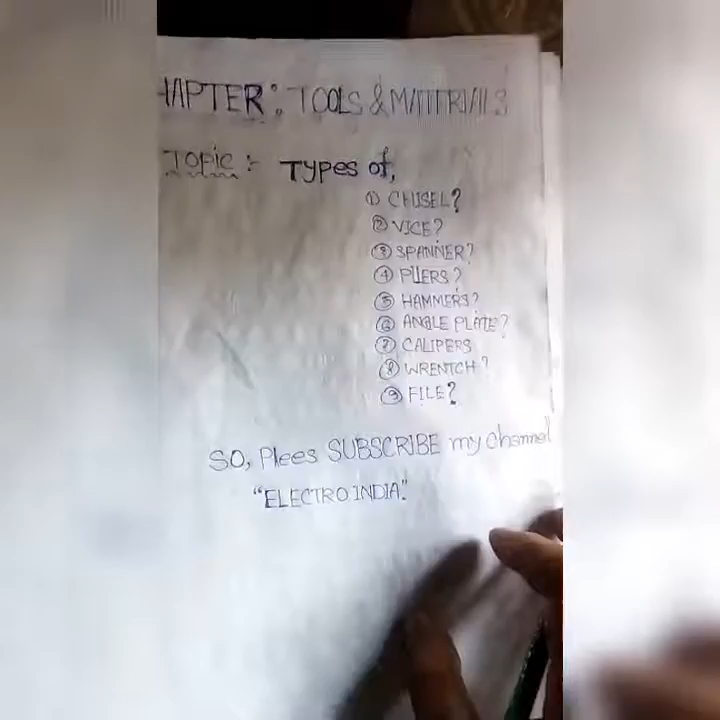 HAPTER:, TOOLS & MATERIALS
TOPIC :- TYPES of,
① CHISEL?
② VICE?
③ SPANNER?
④ PLIERS?
⑤ HAMMERS?
⑥ ANGLE PLATE?
⑦ CALIPERS
⑧ WRENTCH?
⑨ FILE?
SO, Plees SUBSCRIBE my channel
"ELECTRO INDIA."